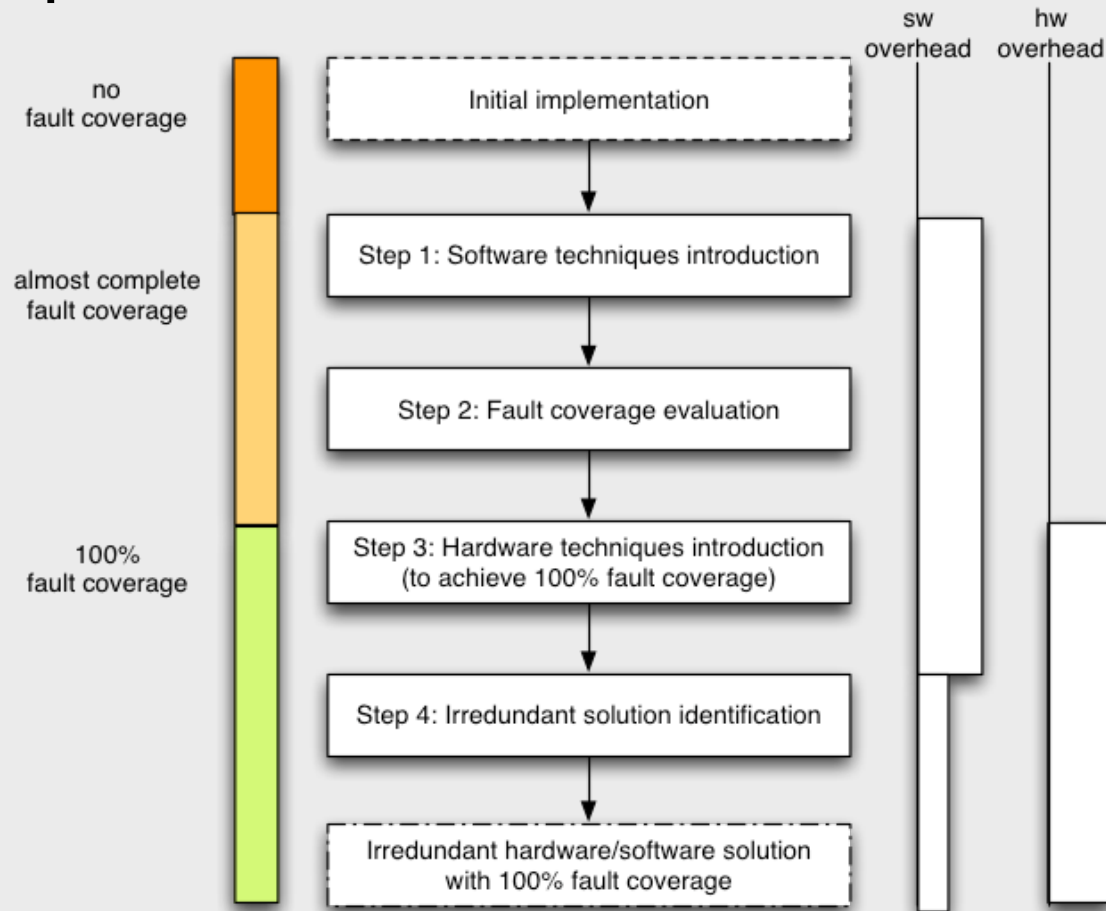 sw
overhead
hw
overhead
no
fault coverage
Initial implementation
Step 1: Software techniques introduction
almost complete
fault coverage
Step 2: Fault coverage evaluation
Step 3: Hardware techniques introduction
(to achieve 100% fault coverage)
100%
fault coverage
Step 4: Irredundant solution identification
Irredundant hardware/software solution
with 100% fault coverage